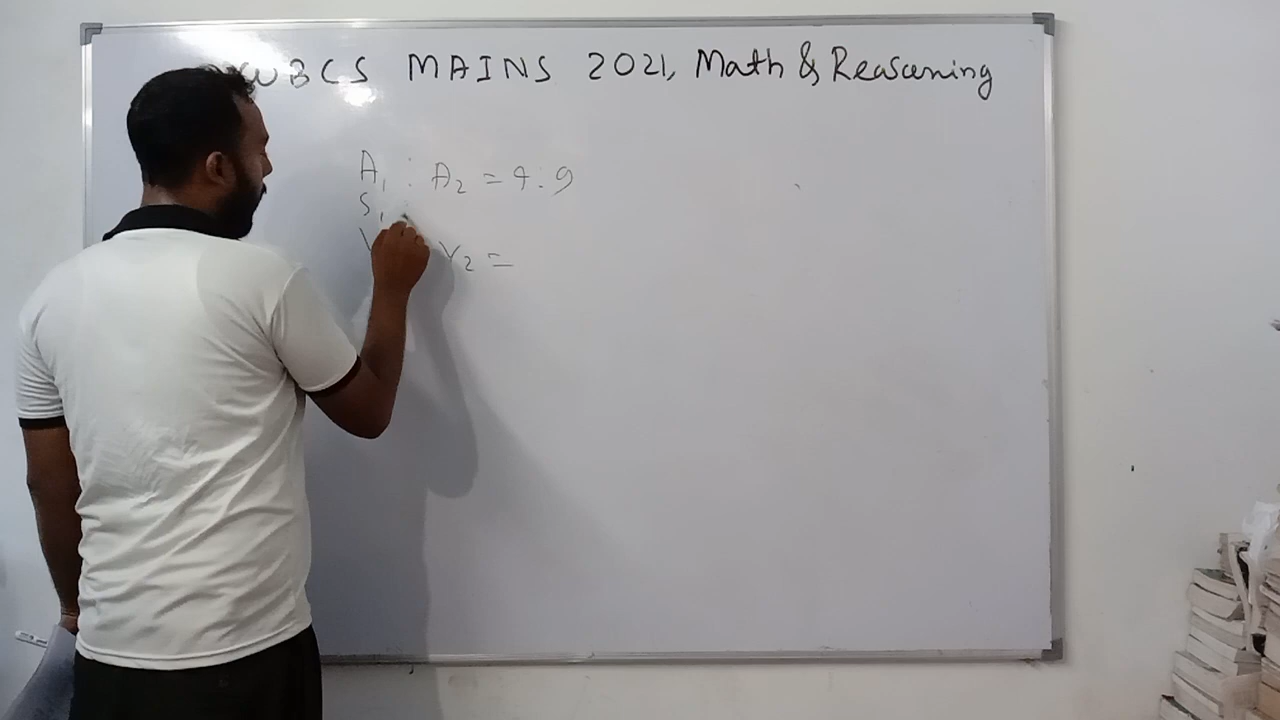 WBCS MAINS 2021, Math & Reasoning
A₁ : A₂ = 4:9
S₁ :
V₂ =